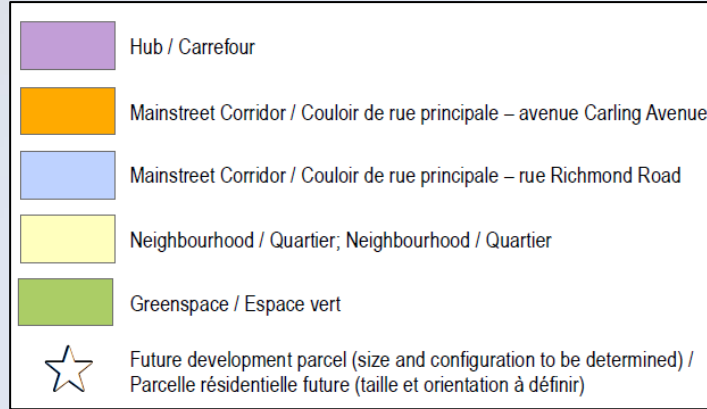 Hub / Carrefour
Mainstreet Corridor / Couloir de rue principale – avenue Carling Avenue
Mainstreet Corridor / Couloir de rue principale – rue Richmond Road
Neighbourhood / Quartier; Neighbourhood / Quartier
Greenspace / Espace vert
Future development parcel (size and configuration to be determined) /
Parcelle résidentielle future (taille et orientation à définir)